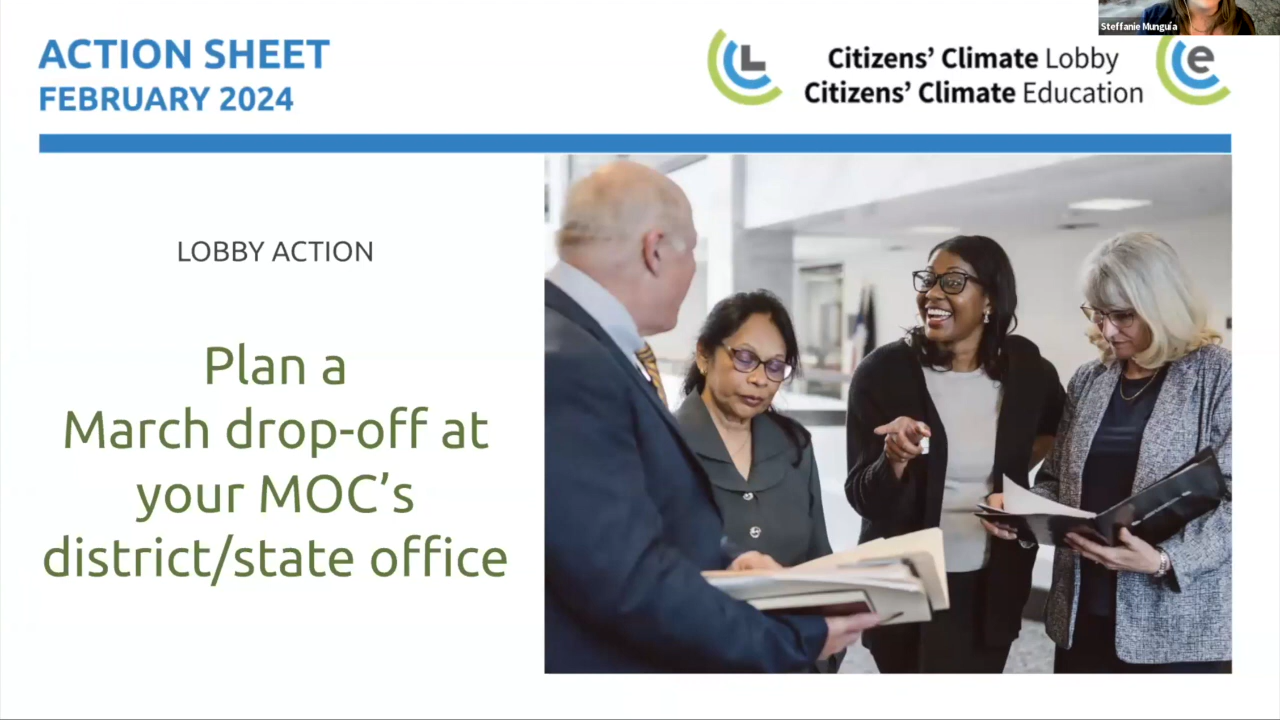 Steffanie Munguía
ACTION SHEET
FEBRUARY 2024
L
Citizens’ Climate Lobby
Citizens’ Climate Education
e
LOBBY ACTION
Plan a
March drop-off at
your MOC’s
district/state office